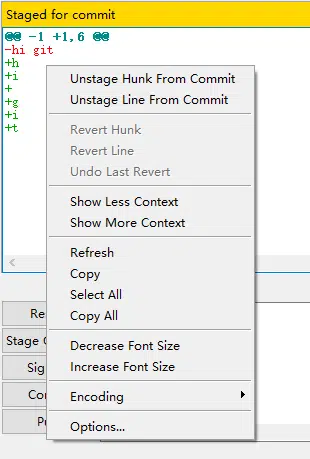 Staged for commit
@@ -1 +1,6 @@
-hi git
+h
+i
+
+g
+i
+t
Unstage Hunk From Commit
Unstage Line From Commit
Revert Hunk
Revert Line
Undo Last Revert
Show Less Context
Show More Context
Refresh
Copy
Select All
Copy All
Decrease Font Size
Increase Font Size
Encoding
Options...
Re
Stage
Sig
Co
P